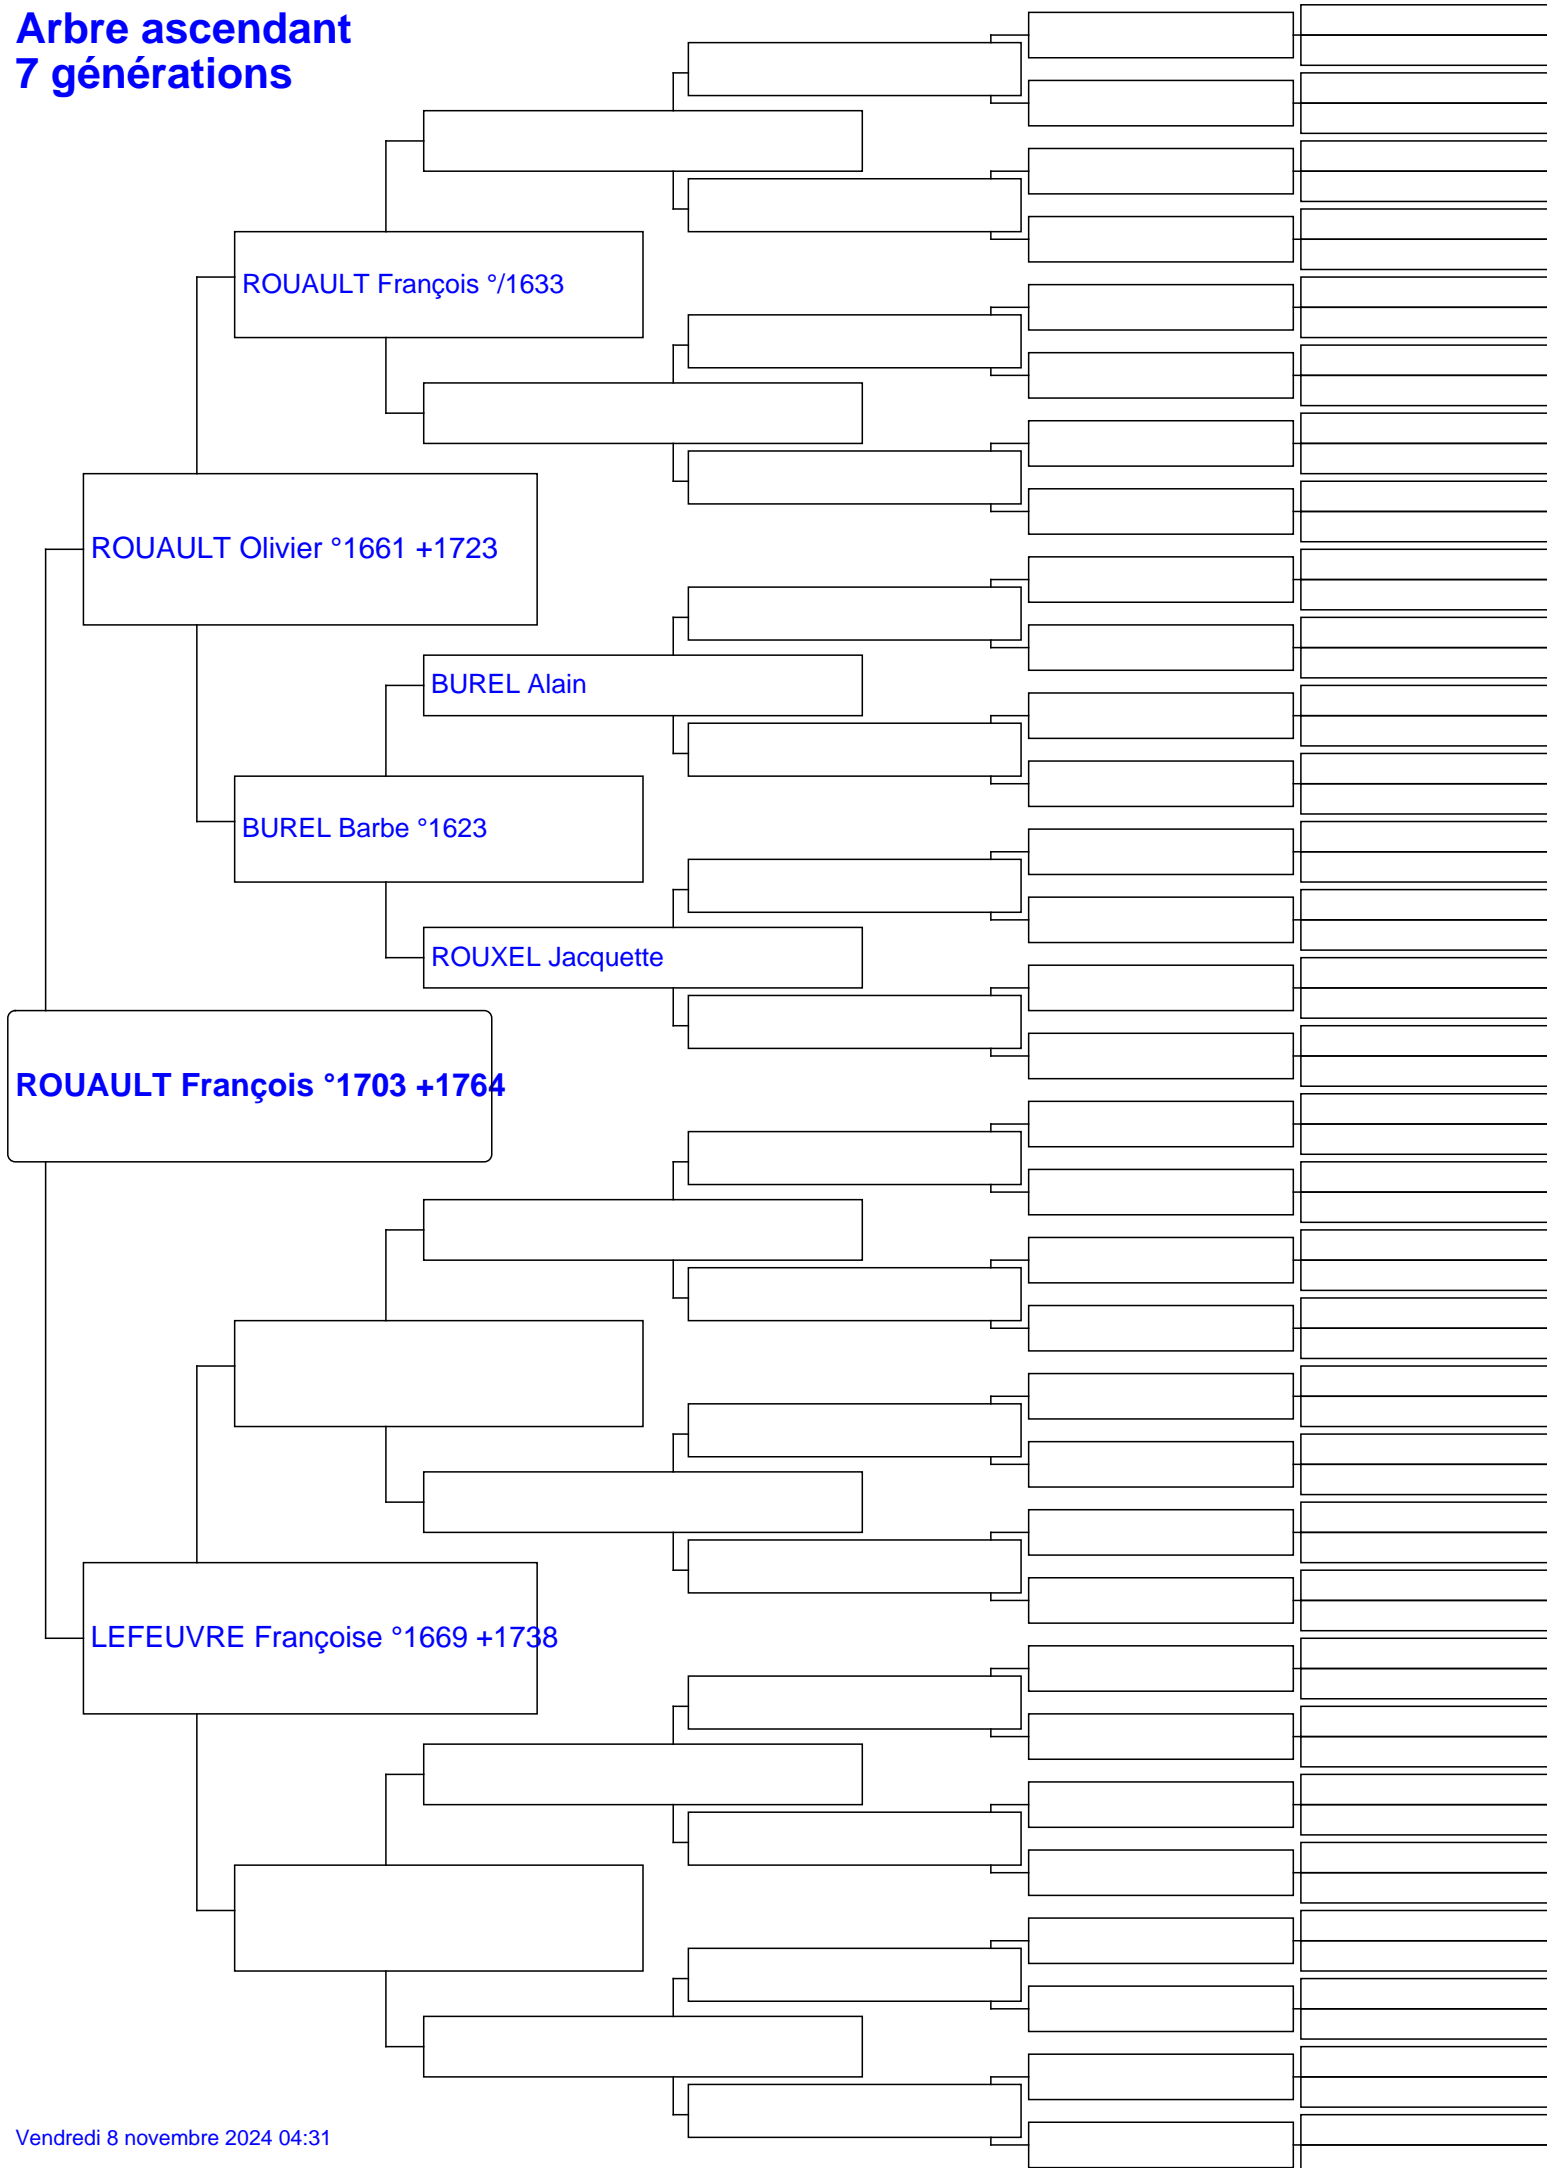 Arbre ascendant
7 générations
ROUAULT François °/1633
ROUAULT Olivier °1661 +1723
BUREL Alain
BUREL Barbe °1623
ROUXEL Jacquette
ROUAULT François °1703 +1764
LEFEUVRE Françoise °1669 +1738
Vendredi 8 novembre 2024 04:31